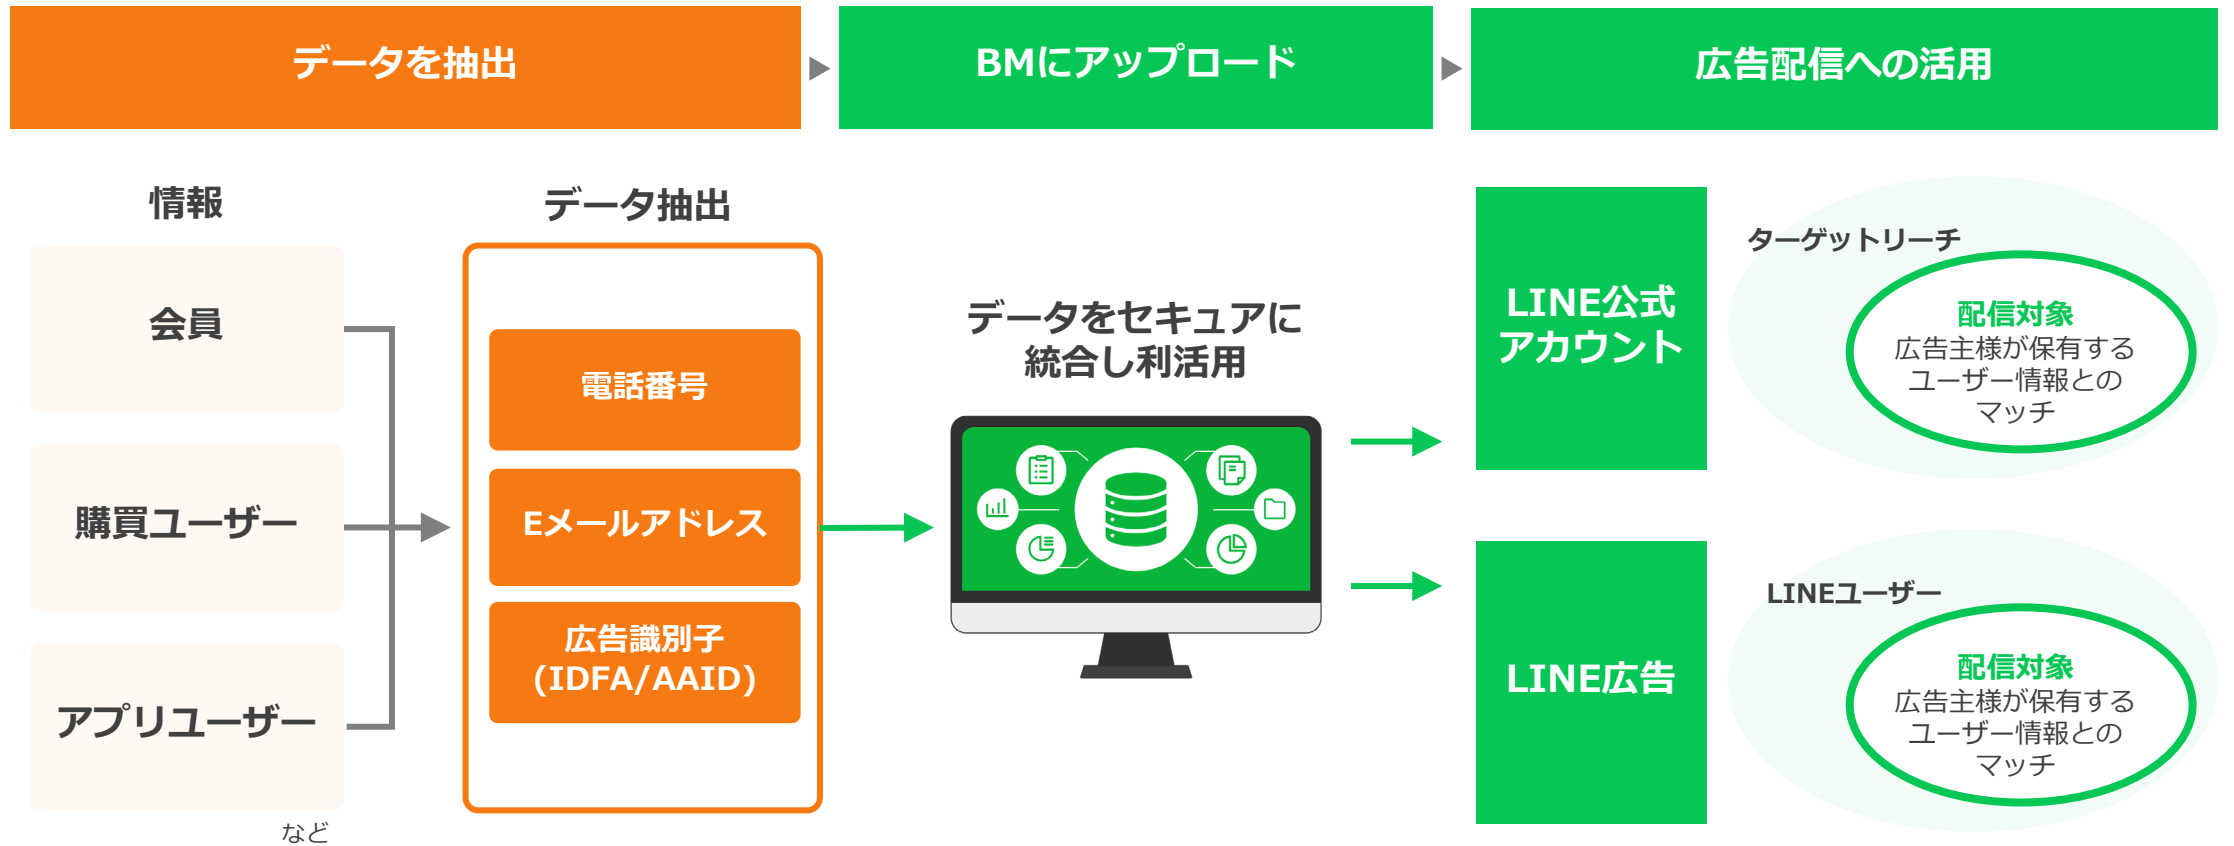 データを抽出
BMにアップロード
広告配信への活用
情報
会員
購買ユーザー
アプリユーザー
など
データ抽出
電話番号
Eメールアドレス
広告識別子
(IDFA/AAID)
データをセキュアに
統合し利活用
LINE公式
アカウント
ターゲットリーチ
配信対象
広告主様が保有する
ユーザー情報との
マッチ
LINE広告
LINEユーザー
配信対象
広告主様が保有する
ユーザー情報との
マッチ